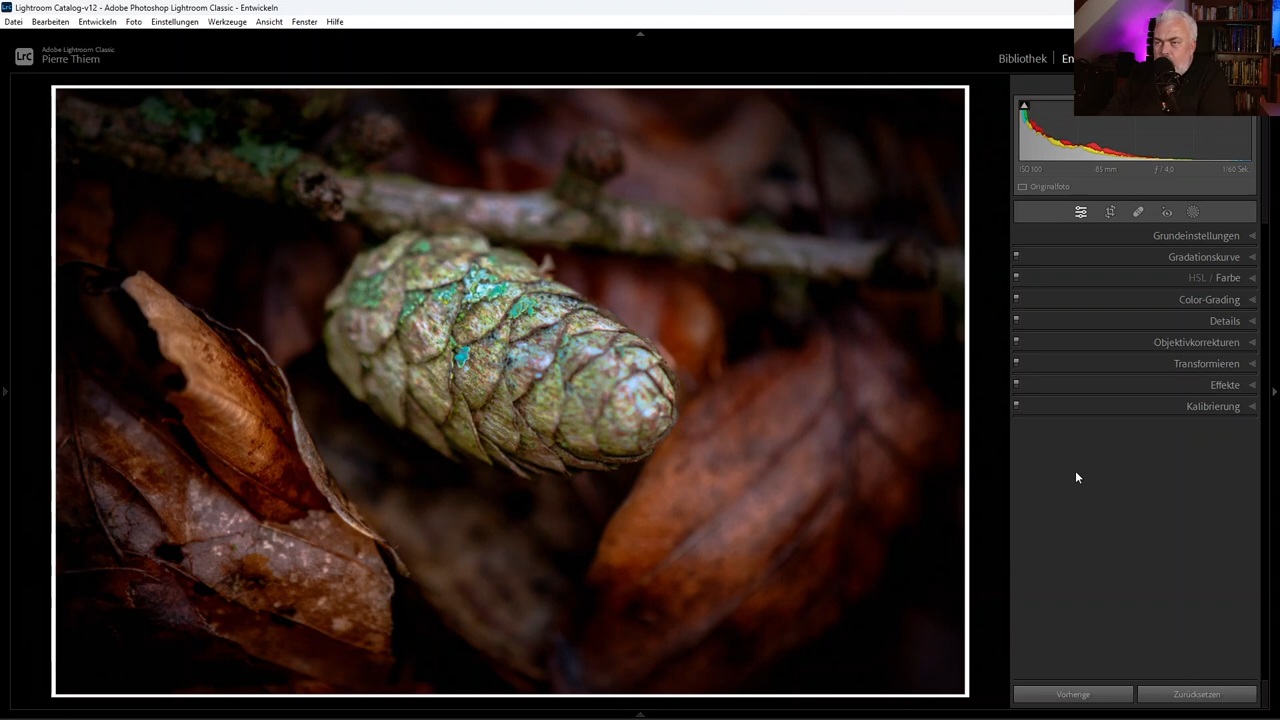 Lightroom Catalog-v12 - Adobe Photoshop Lightroom Classic - Entwickeln
Datei Bearbeiten Entwickeln Foto Einstellungen Werkzeuge Ansicht Fenster Hilfe
Lrc
Adobe Lightroom Classic
Pierre Thiem
Bibliothek | En
ISO 100 85 mm ƒ / 4,0 1/60 Sek.
Originalfoto
Grundeinstellungen
Gradationskurve
HSL / Farbe
Color-Grading
Details
Objektivkorrekturen
Transformieren
Effekte
Kalibrierung
Vorherige Zurücksetzen